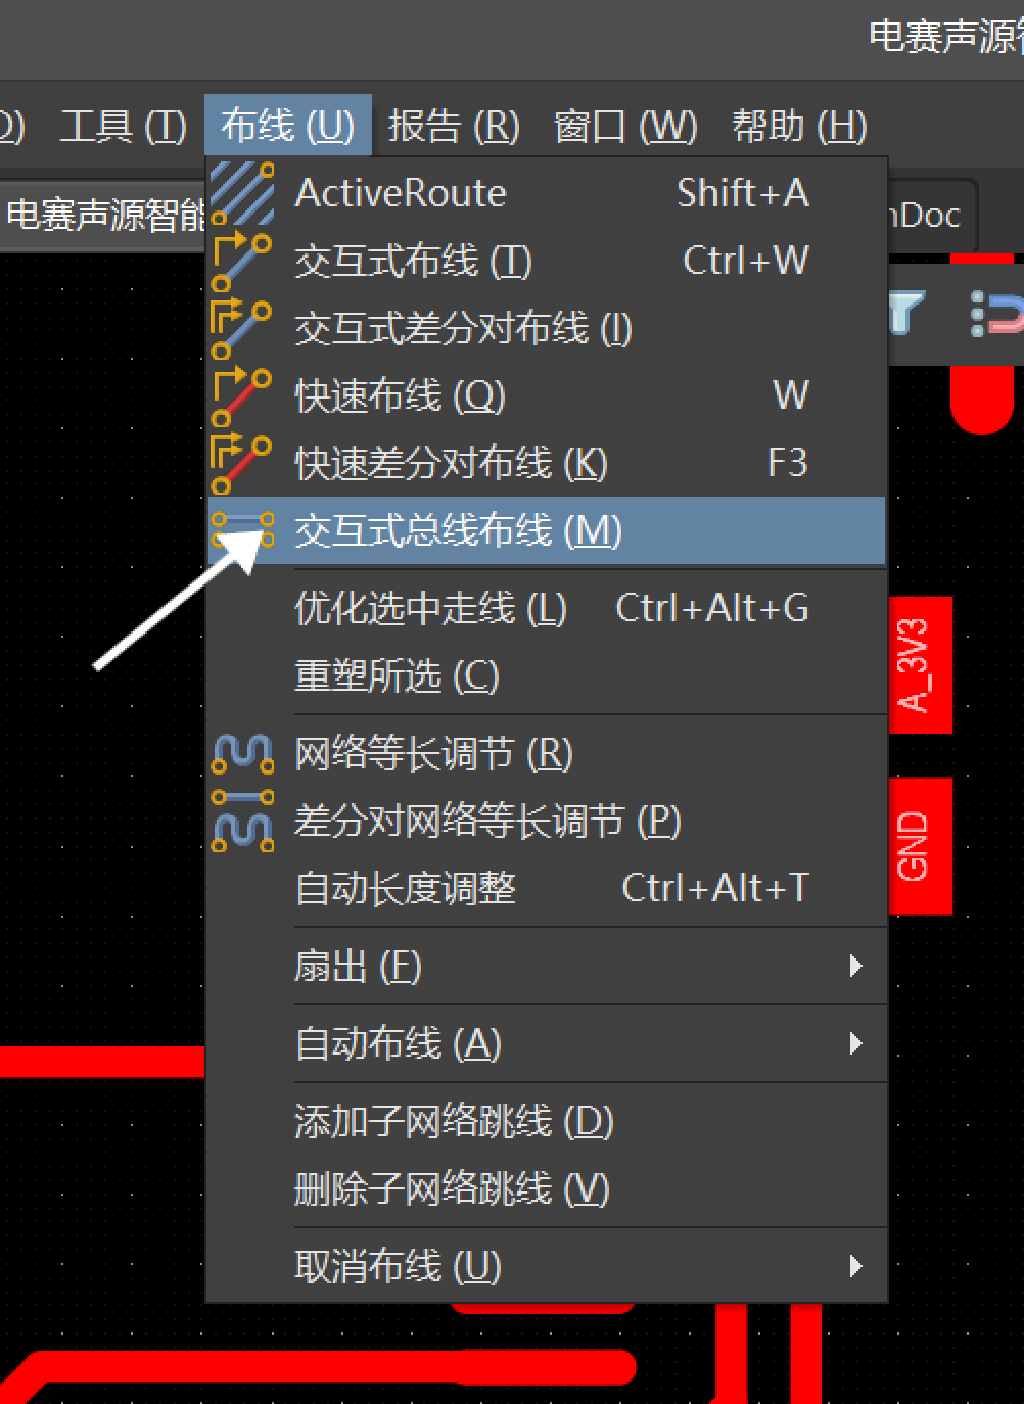 电赛声源智
工具 (T) 布线 (U) 报告 (R) 窗口 (W) 帮助 (H)
电赛声源智能
nDoc
ActiveRoute Shift+A
交互式布线 (T) Ctrl+W
交互式差分对布线 (I)
快速布线 (Q) W
快速差分对布线 (K) F3
交互式总线布线 (M)
优化选中走线 (L) Ctrl+Alt+G
重塑所选 (C)
网络等长调节 (R)
差分对网络等长调节 (P)
自动长度调整 Ctrl+Alt+T
扇出 (F)
自动布线 (A)
添加子网络跳线 (D)
删除子网络跳线 (V)
取消布线 (U)
A_3V3
GND